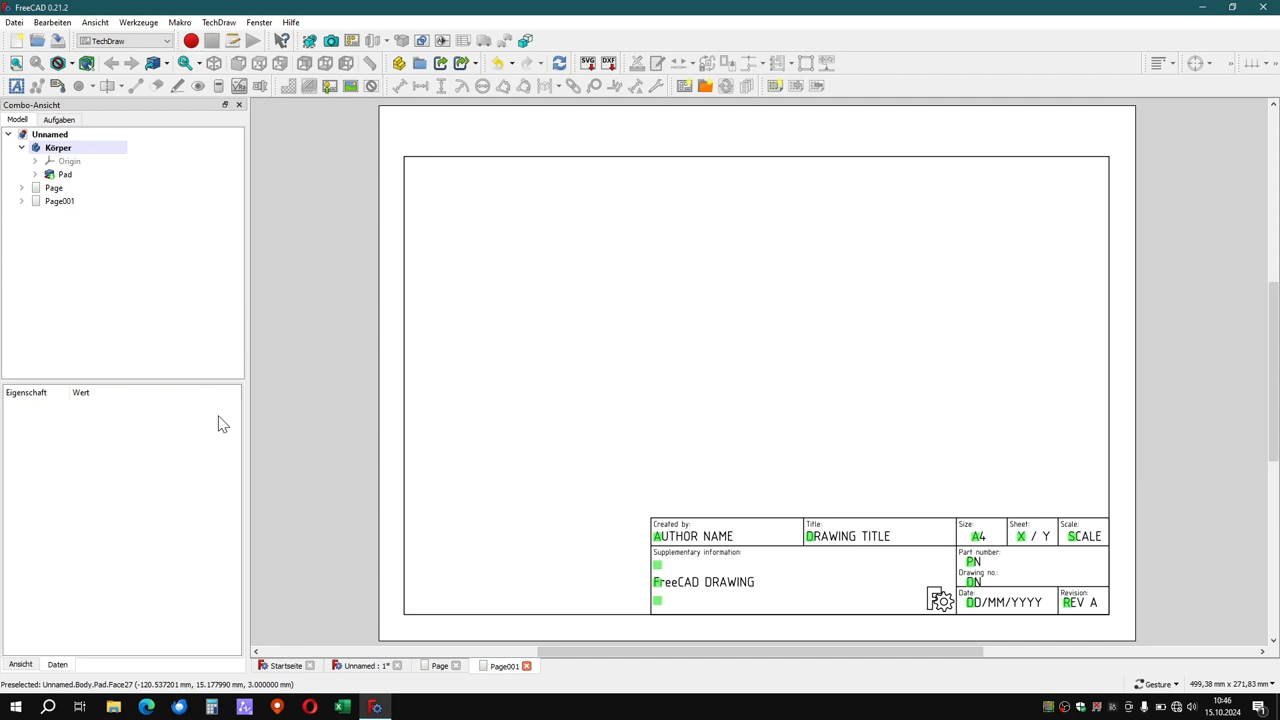 FreeCAD 0.21.2
Datei Bearbeiten Ansicht Werkzeuge Makro TechDraw Fenster Hilfe
TechDraw
SVG DXF
Combo-Ansicht
Modell Aufgaben
Unnamed
Körper
Origin
Pad
Page
Page001
Eigenschaft Wert
Created by:
AUTHOR NAME
Title:
DRAWING TITLE
Size:
A4
Sheet:
X / Y
Scale:
SCALE
Supplementary information:
FreeCAD DRAWING
Part number:
PN
Drawing no.:
DN
Date:
DD/MM/YYYY
Revision:
REV A
Ansicht Daten
Startseite Unnamed : 1* Page Page001
Preselected: Unnamed.Body.Pad.Face27 (-120.537201 mm, 15.177990 mm, 3.000000 mm)
Gesture 499,38 mm × 271,83 mm
10:46
15.10.2024